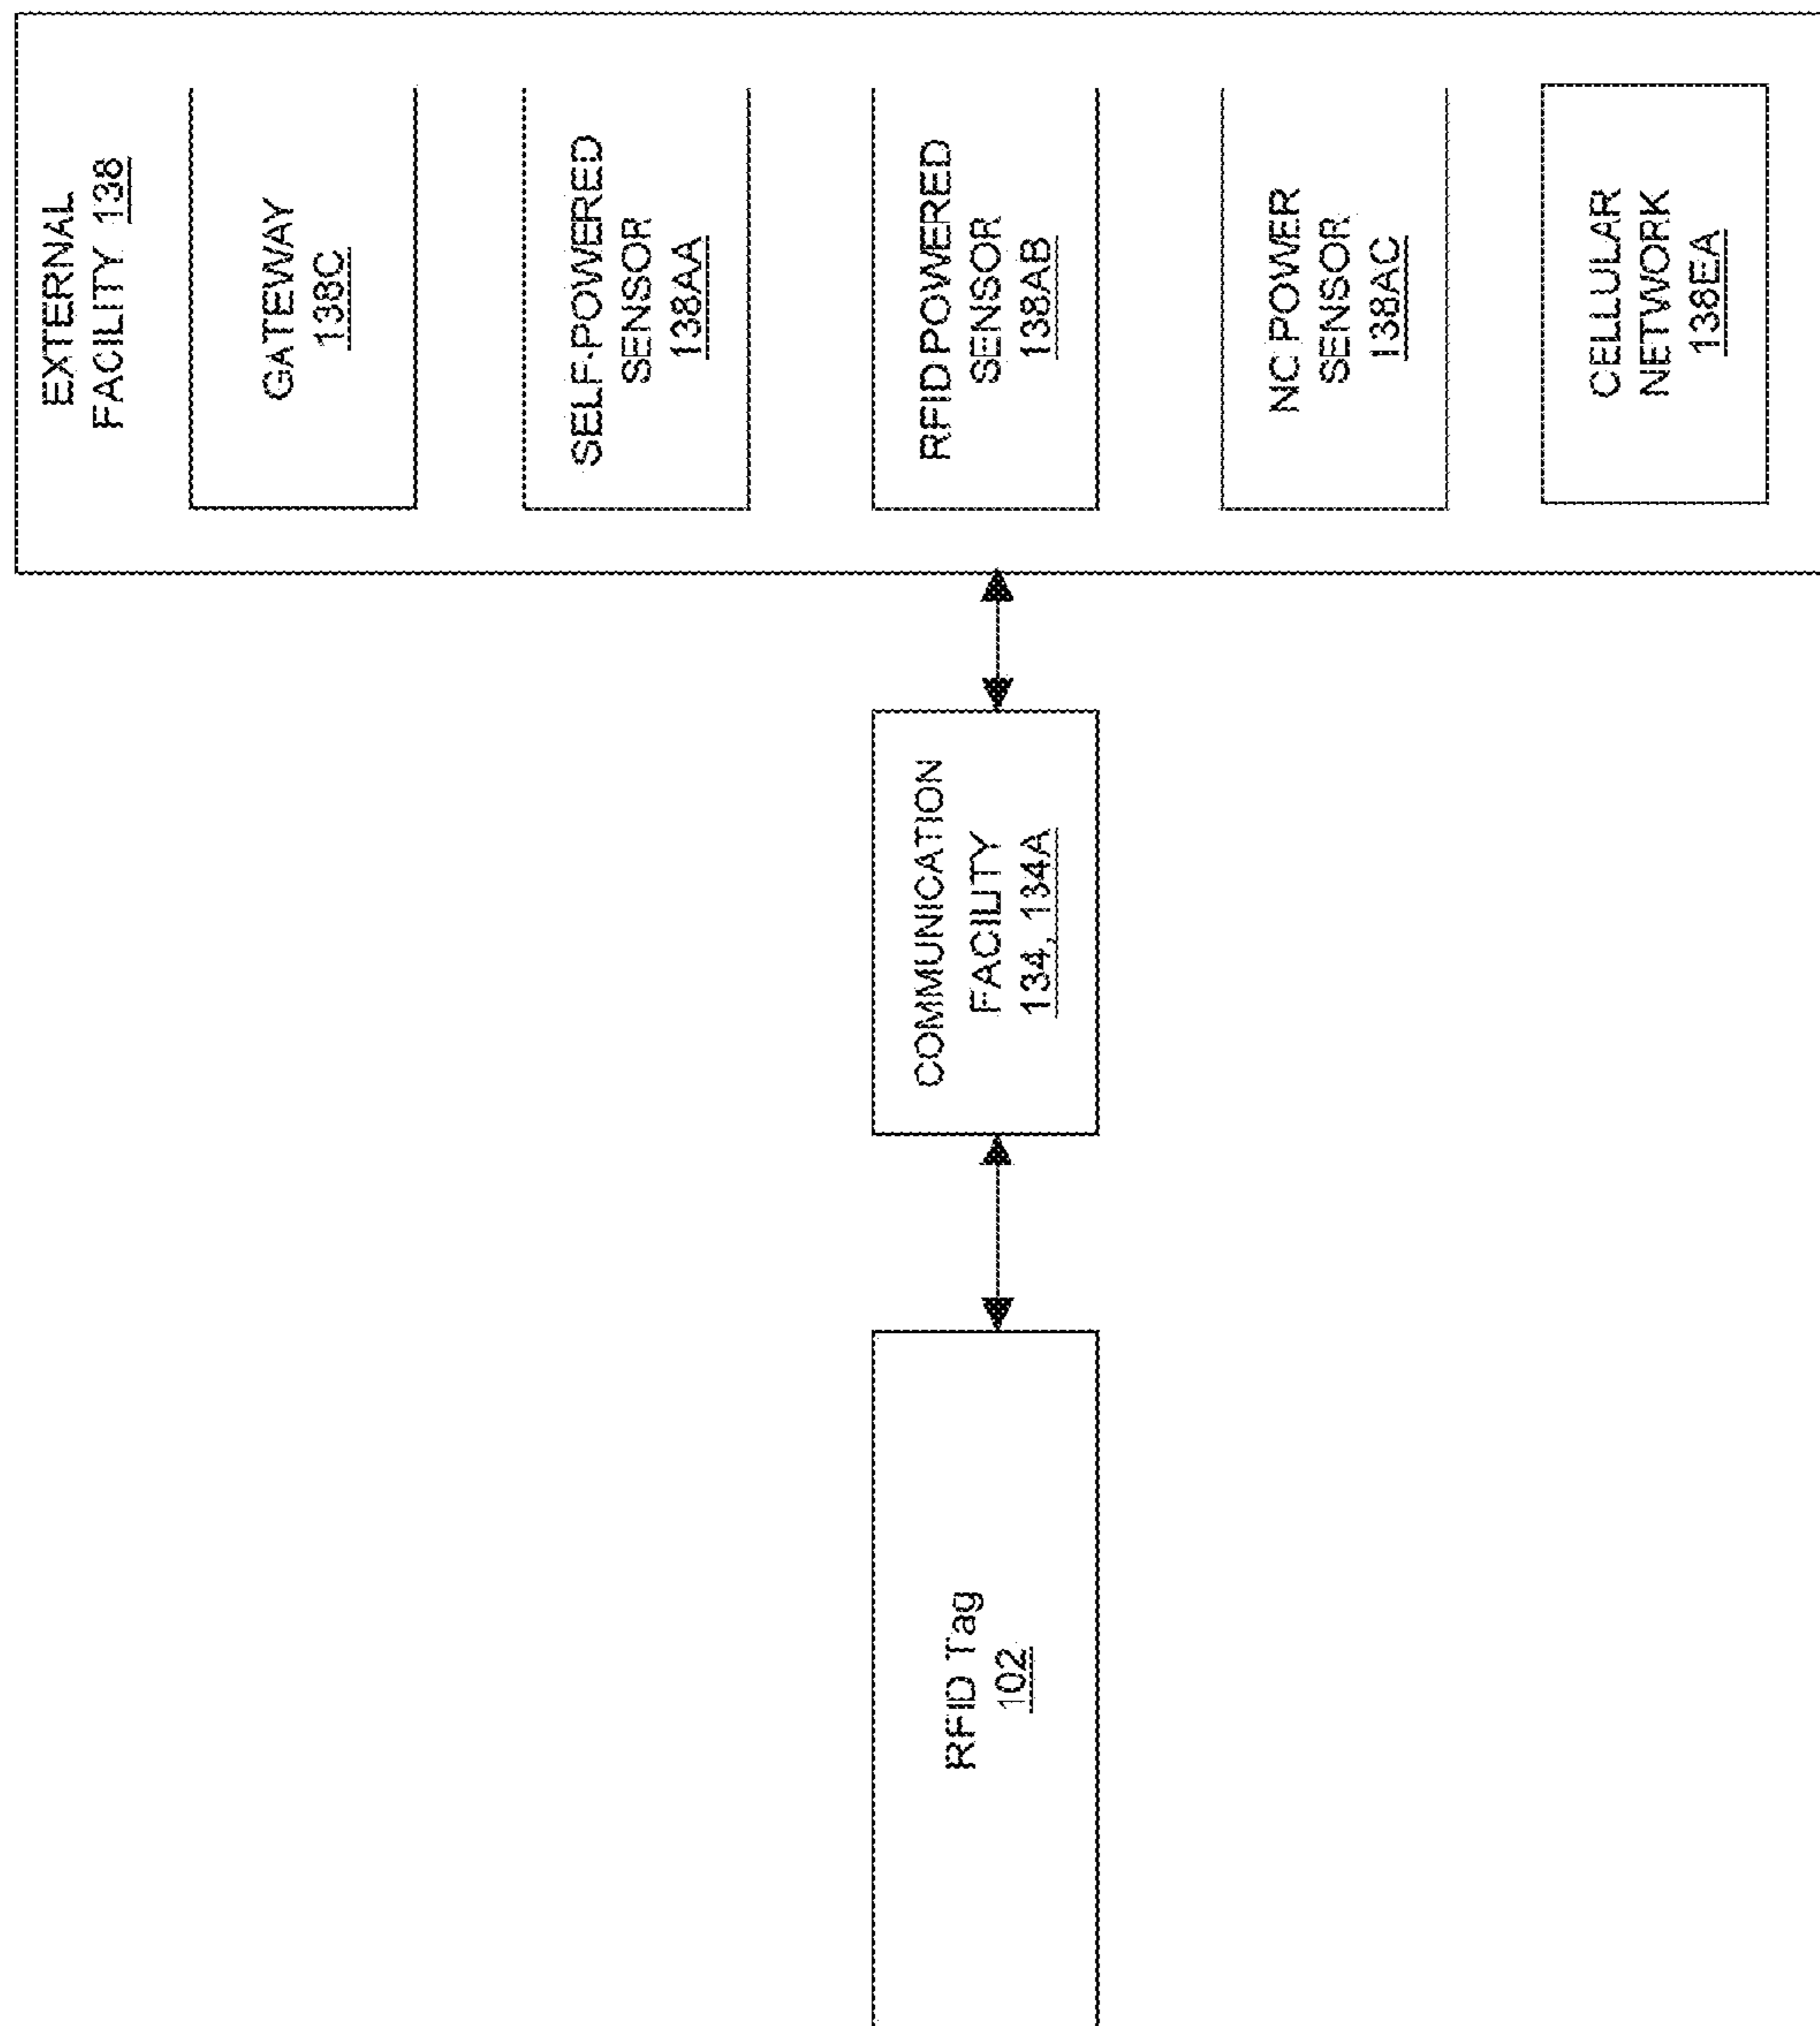 EXTERNAL
FACILITY 138
GATEWAY
138C
SELF-POWERED
SENSOR
138AA
RFID POWERED
SENSOR
138AB
NC POWER
SENSOR
138AC
CELLULAR
NETWORK
138EA
COMMUNICATION
FACILITY
134, 134A
RFID Tag
102